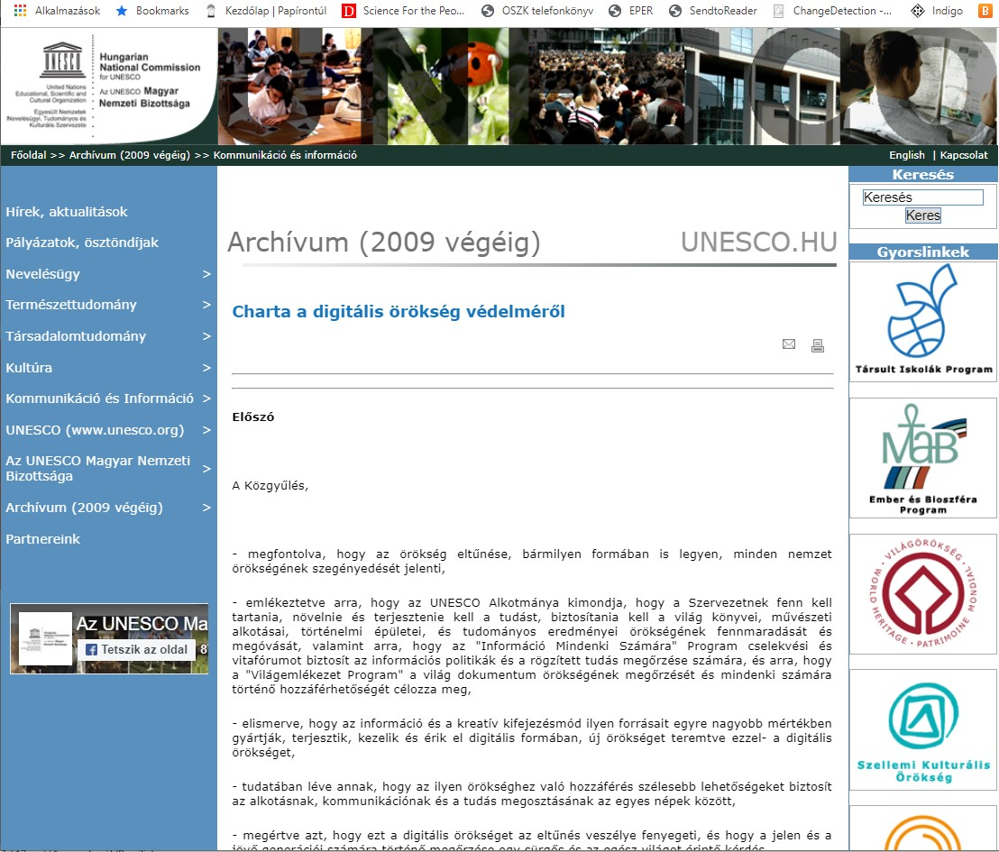 Alkalmazások Bookmarks Kezdőlap | Papírontúl Science For the Peo... OSZK telefonkönyv EPER SendtoReader ChangeDetection -... Indigo
UNESCO
United Nations
Educational, Scientific and
Cultural Organization
Egyesült Nemzetek
Nevelésügyi, Tudományos és
Kulturális Szervezete
Hungarian
National Commission
for UNESCO
Az UNESCO Magyar
Nemzeti Bizottsága
Főoldal >> Archívum (2009 végéig) >> Kommunikáció és információ
English | Kapcsolat
Hírek, aktualitások
Pályázatok, ösztöndíjak
Nevelésügy >
Természettudomány >
Társadalomtudomány >
Kultúra >
Kommunikáció és Információ >
UNESCO (www.unesco.org) >
Az UNESCO Magyar Nemzeti
Bizottsága >
Archívum (2009 végéig) >
Partnereink
Az UNESCO Ma
Tetszik az oldal
Archívum (2009 végéig) UNESCO.HU
Charta a digitális örökség védelméről
Előszó
A Közgyűlés,
- megfontolva, hogy az örökség eltűnése, bármilyen formában is legyen, minden nemzet
örökségének szegényedését jelenti,
- emlékeztetve arra, hogy az UNESCO Alkotmánya kimondja, hogy a Szervezetnek fenn kell
tartania, növelnie és terjesztenie kell a tudást, biztosítania kell a világ könyvei, művészeti
alkotásai, történelmi épületei, és tudományos eredményei örökségének fennmaradását és
megóvását, valamint arra, hogy az "Információ Mindenki Számára" Program cselekvési és
vitafórumot biztosít az információs politikák és a rögzített tudás megőrzése számára, és arra, hogy
a "Világemlékezet Program" a világ dokumentum örökségének megőrzését és mindenki számára
történő hozzáférhetőségét célozza meg,
- elismerve, hogy az információ és a kreatív kifejezésmód ilyen forrásait egyre nagyobb mértékben
gyártják, terjesztik, kezelik és érik el digitális formában, új örökséget teremtve ezzel- a digitális
örökséget,
- tudatában léve annak, hogy az ilyen örökséghez való hozzáférés szélesebb lehetőségeket biztosít
az alkotásnak, kommunikációnak és a tudás megosztásának az egyes népek között,
- megértve azt, hogy ezt a digitális örökséget az eltűnés veszélye fenyegeti, és hogy a jelen és a
jövő generációi számára történő megőrzése egy sürgős és az egész világot érintő kérdés
Keresés
Keresés
Keres
Gyorslinkek
Társult Iskolák Program
MaB
Ember és Bioszféra
Program
VILÁGÖRÖKSÉG • WORLD HERITAGE • PATRIMOINE MONDIAL
Szellemi Kulturális
Örökség